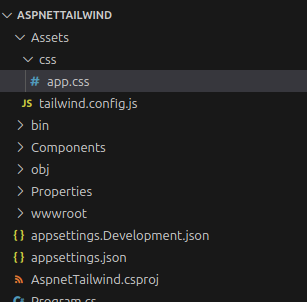 ASPNETTAILWIND
Assets
css
# app.css
JS tailwind.config.js
bin
Components
obj
Properties
wwwroot
{} appsettings.Development.json
{} appsettings.json
AspnetTailwind.csproj
Program.cs